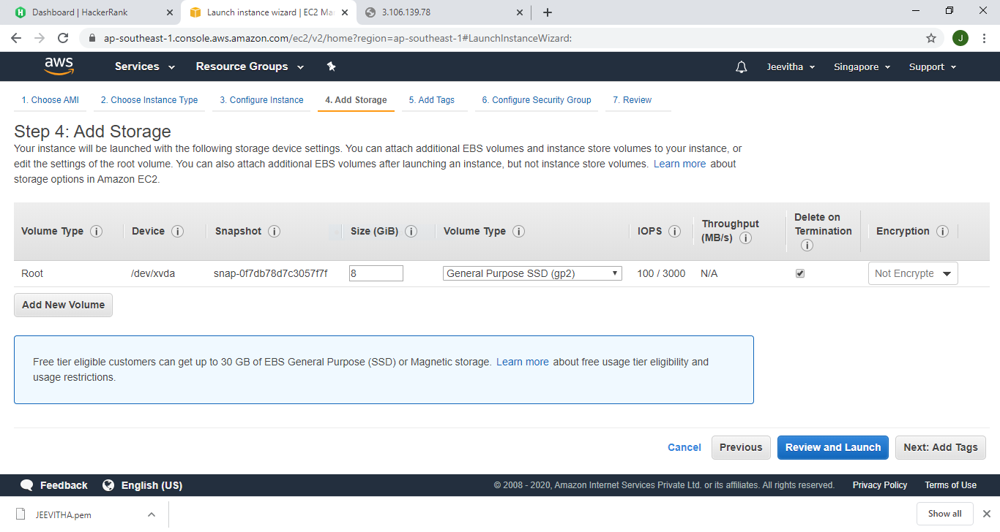 Dashboard | HackerRank
Launch instance wizard | EC2 Ma
3.106.139.78
ap-southeast-1.console.aws.amazon.com/ec2/v2/home?region=ap-southeast-1#LaunchInstanceWizard:
J
aws
Services
Resource Groups
Jeevitha
Singapore
Support
1. Choose AMI
2. Choose Instance Type
3. Configure Instance
4. Add Storage
5. Add Tags
6. Configure Security Group
7. Review
Step 4: Add Storage
Your instance will be launched with the following storage device settings. You can attach additional EBS volumes and instance store volumes to your instance, or
edit the settings of the root volume. You can also attach additional EBS volumes after launching an instance, but not instance store volumes. Learn more about
storage options in Amazon EC2.
Volume Type
Device
Snapshot
Size (GiB)
Volume Type
IOPS
Throughput
(MB/s)
Delete on
Termination
Encryption
Root
/dev/xvda
snap-0f7db78d7c3057f7f
8
General Purpose SSD (gp2)
100 / 3000
N/A
Not Encrypte
Add New Volume
Free tier eligible customers can get up to 30 GB of EBS General Purpose (SSD) or Magnetic storage. Learn more about free usage tier eligibility and
usage restrictions.
Cancel
Previous
Review and Launch
Next: Add Tags
Feedback
English (US)
© 2008 - 2020, Amazon Internet Services Private Ltd. or its affiliates. All rights reserved.
Privacy Policy
Terms of Use
JEEVITHA.pem
Show all